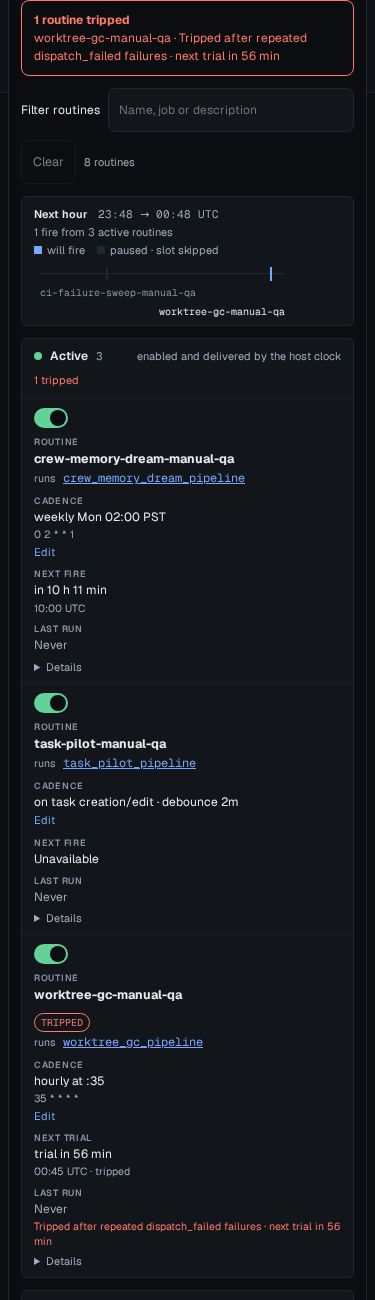 1 routine tripped
worktree-gc-manual-qa · Tripped after repeated
dispatch_failed failures · next trial in 56 min
Filter routines
Name, job or description
Clear
8 routines
Next hour 23:48 → 00:48 UTC
1 fire from 3 active routines
will fire paused · slot skipped
ci-failure-sweep-manual-qa
worktree-gc-manual-qa
Active 3 enabled and delivered by the host clock
1 tripped
ROUTINE
crew-memory-dream-manual-qa
runs crew_memory_dream_pipeline
CADENCE
weekly Mon 02:00 PST
0 2 * * 1
Edit
NEXT FIRE
in 10 h 11 min
10:00 UTC
LAST RUN
Never
▶ Details
ROUTINE
task-pilot-manual-qa
runs task_pilot_pipeline
CADENCE
on task creation/edit · debounce 2m
Edit
NEXT FIRE
Unavailable
LAST RUN
Never
▶ Details
ROUTINE
worktree-gc-manual-qa
TRIPPED
runs worktree_gc_pipeline
CADENCE
hourly at :35
35 * * * *
Edit
NEXT TRIAL
trial in 56 min
00:45 UTC · tripped
LAST RUN
Never
Tripped after repeated dispatch_failed failures · next trial in 56
min
▶ Details